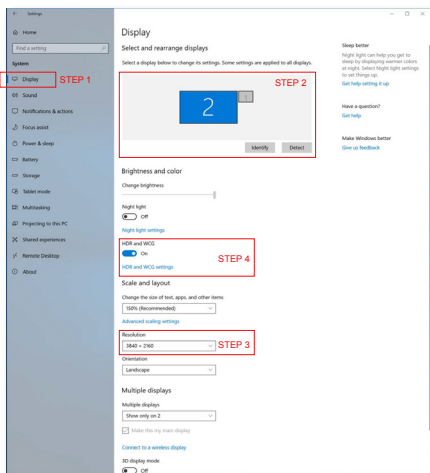 Settings
Home
Find a setting
System
Display
STEP 1
Sound
Notifications & actions
Focus assist
Power & sleep
Battery
Storage
Tablet mode
Multitasking
Projecting to this PC
Shared experiences
Remote Desktop
About
Display
Select and rearrange displays
Select a display below to change its settings. Some settings are applied to all displays.
STEP 2
2
1
Identify
Detect
Brightness and color
Change brightness
Night light
Off
Night light settings
HDR and WCG
On
STEP 4
HDR and WCG settings
Scale and layout
Change the size of text, apps, and other items
150% (Recommended)
Advanced scaling settings
Resolution
3840 × 2160
STEP 3
Orientation
Landscape
Multiple displays
Multiple displays
Show only on 2
Make this my main display
Connect to a wireless display
3D display mode
Off
Sleep better
Night light can help you get to
sleep by displaying warmer colors
at night. Select Night light settings
to set things up.
Get help setting it up
Have a question?
Get help
Make Windows better
Give us feedback